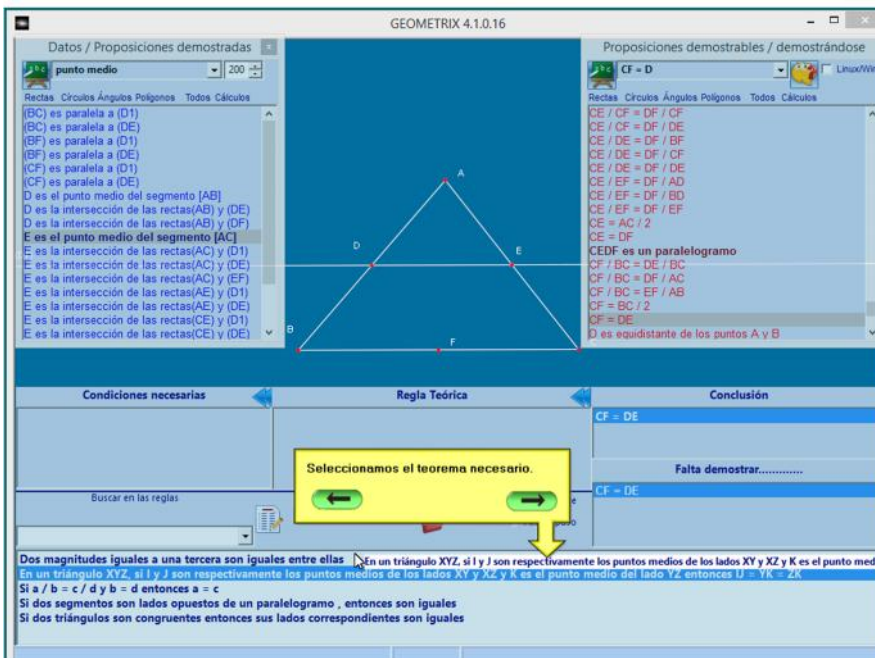 GEOMETRIX 4.1.0.16
Datos / Proposiciones demostradas
punto medio
200
Rectas Círculos Ángulos Polígonos Todos Cálculos
(BC) es paralela a (D1)
(BC) es paralela a (DE)
(BF) es paralela a (D1)
(BF) es paralela a (DE)
(CF) es paralela a (D1)
(CF) es paralela a (DE)
D es el punto medio del segmento [AB]
D es la intersección de las rectas(AB) y (DE)
D es la intersección de las rectas(AB) y (DF)
E es el punto medio del segmento [AC]
E es la intersección de las rectas(AC) y (D1)
E es la intersección de las rectas(AC) y (DE)
E es la intersección de las rectas(AC) y (EF)
E es la intersección de las rectas(AE) y (D1)
E es la intersección de las rectas(AE) y (DE)
E es la intersección de las rectas(CE) y (D1)
E es la intersección de las rectas(CE) y (DE)
A
D
E
B
F
Proposiciones demostrables / demostrándose
CF = D
Linux/Win
Rectas Círculos Ángulos Polígonos Todos Cálculos
CE / CF = DF / CF
CE / CF = DF / DE
CE / DE = DF / BF
CE / DE = DF / CF
CE / DE = DF / DE
CE / EF = DF / AD
CE / EF = DF / BD
CE / EF = DF / EF
CE = AC / 2
CE = DF
CEDF es un paralelogramo
CF / BC = DE / BC
CF / BC = DF / AC
CF / BC = EF / AB
CF = BC / 2
CF = DE
D es equidistante de los puntos A y B
Condiciones necesarias
Regla Teórica
Conclusión
CF = DE
Falta demostrar.............
CF = DE
Seleccionamos el teorema necesario.
Buscar en las reglas
Dos magnitudes iguales a una tercera son iguales entre ellas
En un triángulo XYZ, si I y J son respectivamente los puntos medios de los lados XY y XZ y K es el punto med
En un triángulo XYZ, si I y J son respectivamente los puntos medios de los lados XY y XZ y K es el punto medio del lado YZ entonces IJ = YK = ZK
Si a / b = c / d y b = d entonces a = c
Si dos segmentos son lados opuestos de un paralelogramo , entonces son iguales
Si dos triángulos son congruentes entonces sus lados correspondientes son iguales